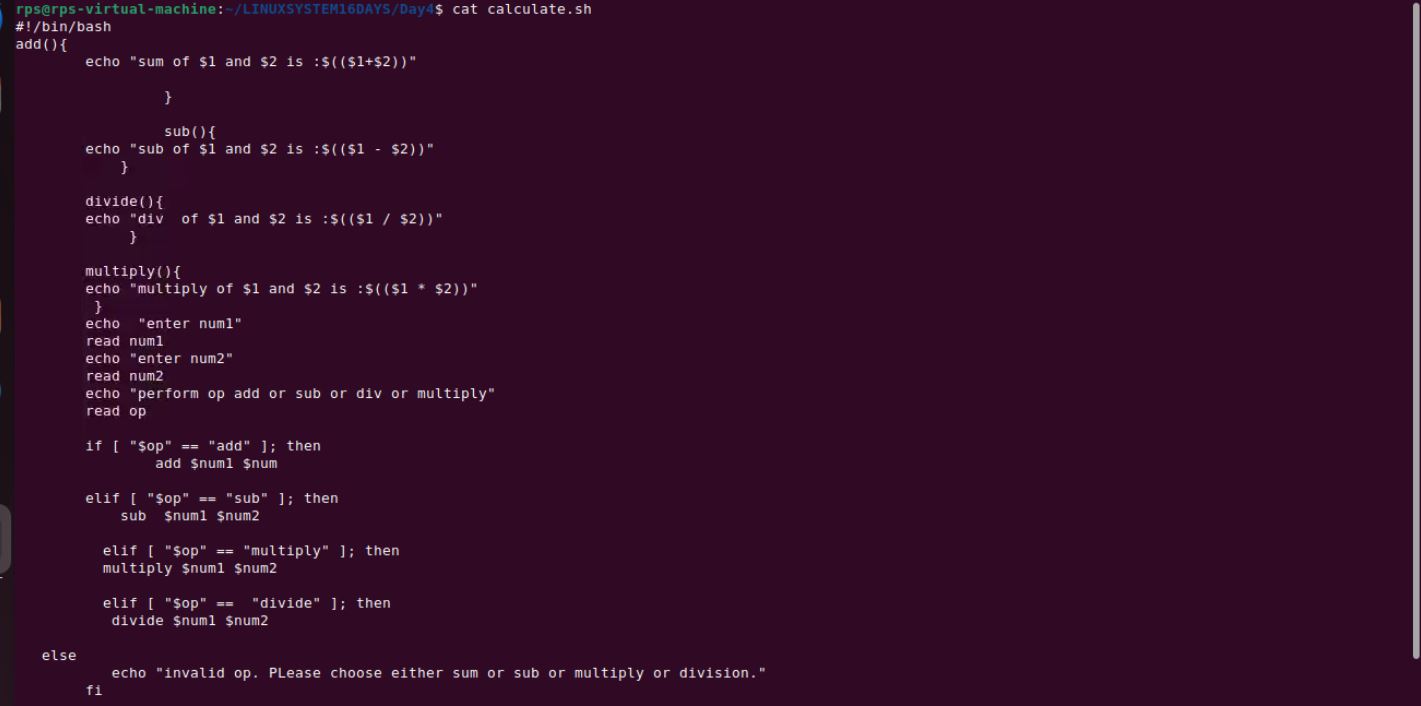 rps@rps-virtual-machine:~/LINUXSYSTEM16DAYS/Day4$ cat calculate.sh
#!/bin/bash
add(){
        echo "sum of $1 and $2 is :$(($1+$2))"
                 }
                 sub(){
        echo "sub of $1 and $2 is :$(($1 - $2))"
            }
        divide(){
        echo "div  of $1 and $2 is :$(($1 / $2))"
             }
        multiply(){
        echo "multiply of $1 and $2 is :$(($1 * $2))"
         }
        echo  "enter num1"
        read num1
        echo "enter num2"
        read num2
        echo "perform op add or sub or div or multiply"
        read op
        if [ "$op" == "add" ]; then
                add $num1 $num
        elif [ "$op" == "sub" ]; then
            sub  $num1 $num2
          elif [ "$op" == "multiply" ]; then
          multiply $num1 $num2
          elif [ "$op" ==  "divide" ]; then
           divide $num1 $num2
   else
           echo "invalid op. PLease choose either sum or sub or multiply or division."
        fi